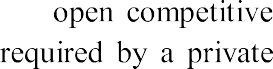 open competitive
required by a private